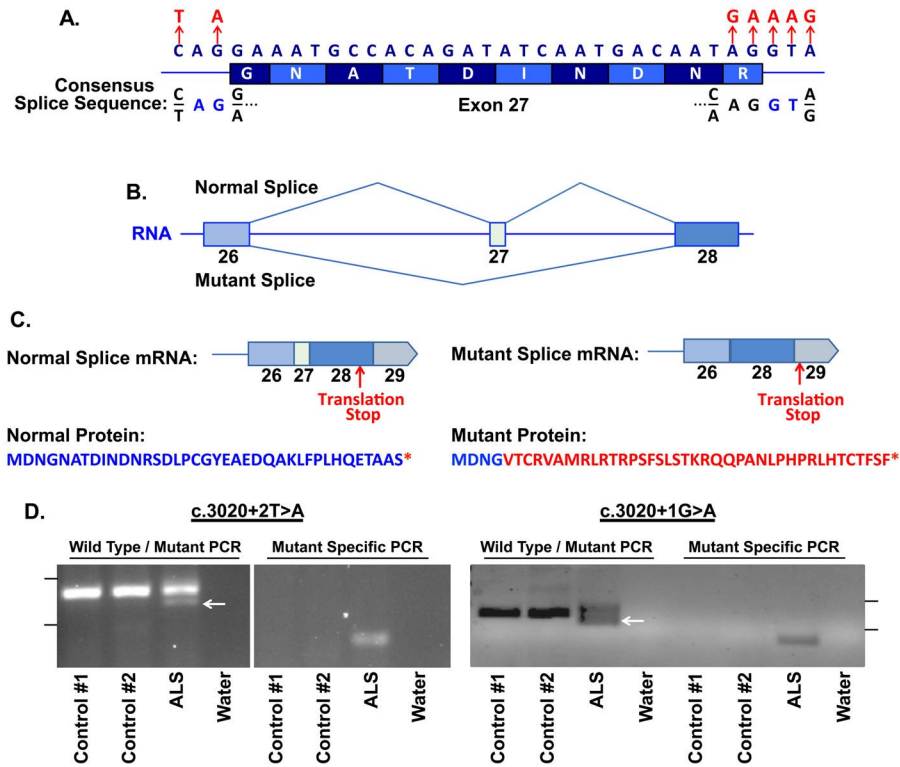 A.
T A G A A A G
C A G G A A A T G C C A C A G A T A T C A A T G A C A A T A G G T A
G N A T D I N D N R
Consensus
Splice Sequence:
C/T A G G/A ... Exon 27 ... C/A A G G T A/G
B.
Normal Splice
RNA
26 27 28
Mutant Splice
C.
Normal Splice mRNA:
26 27 28 29
Translation
Stop
Mutant Splice mRNA:
26 28 29
Translation
Stop
Normal Protein:
MDNGNATDINDNRSDLPCGYEAEDQAKLFPLHQETAAS*
Mutant Protein:
MDNGVTCRVAMRLRTRPSFSLSTKRQQPANLPHPRLHTCTFSF*
D.
c.3020+2T>A
Wild Type / Mutant PCR
Mutant Specific PCR
Control #1
Control #2
ALS
Water
Control #1
Control #2
ALS
Water
c.3020+1G>A
Wild Type / Mutant PCR
Mutant Specific PCR
Control #1
Control #2
ALS
Water
Control #1
Control #2
ALS
Water